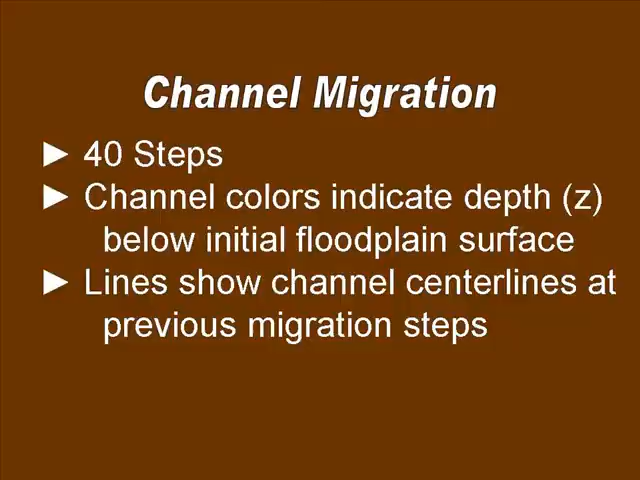 Channel Migration
► 40 Steps
► Channel colors indicate depth (z)
below initial floodplain surface
► Lines show channel centerlines at
previous migration steps